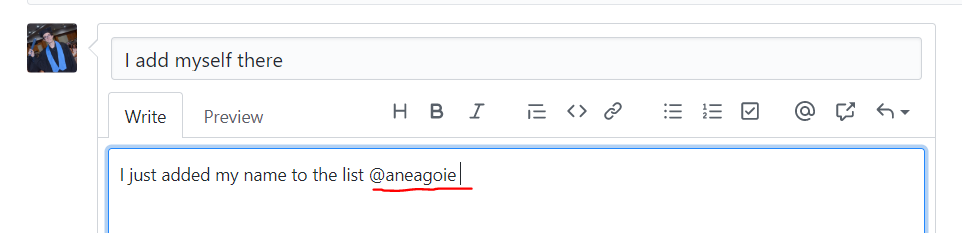 I add myself there
Write Preview
I just added my name to the list @aneagoie